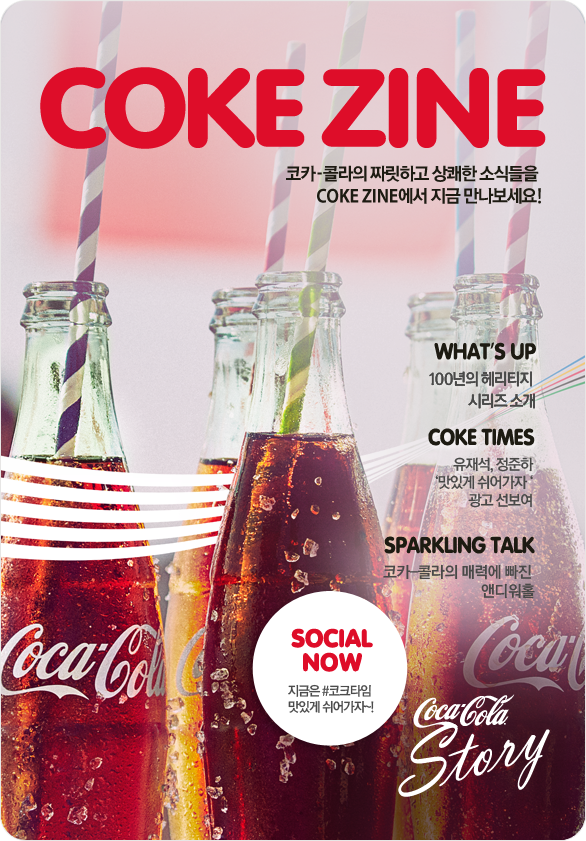 COKE ZINE
코카-콜라의 짜릿하고 상쾌한 소식들을
COKE ZINE에서 지금 만나보세요!
WHAT'S UP
100년의 헤리티지
시리즈 소개
COKE TIMES
유재석, 정준하
'맛있게 쉬어가자'
광고 선보여
SPARKLING TALK
코카-콜라의 매력에 빠진
앤디워홀
SOCIAL
NOW
지금은 #코크타임
맛있게 쉬어가자~!
Coca-Cola
Coca-Cola
Coca-Cola
Story